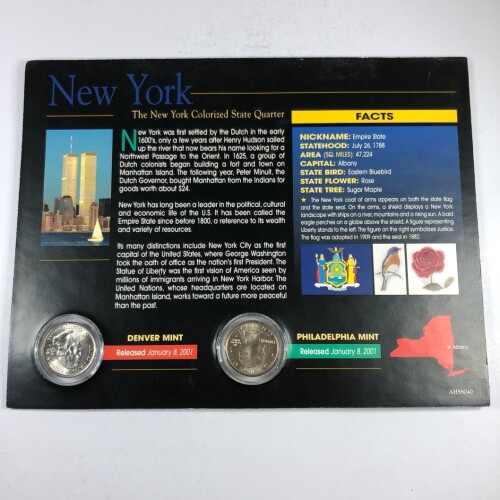 New York
The New York Colorized State Quarter
New York was first settled by the Dutch in the early
1600's, only a few years after Henry Hudson sailed
up the river that now bears his name looking for a
Northwest Passage to the Orient. In 1625, a group of
Dutch colonists began building a fort and town on
Manhattan Island. The following year, Peter Minuit, the
Dutch Governor, bought Manhattan from the Indians for
goods worth about $24.
New York has long been a leader in the political, cultural
and economic life of the U.S. It has been called the
Empire State since before 1800, a reference to its wealth
and variety of resources.
Its many distinctions include New York City as the first
capital of the United States, where George Washington
took the oath of office as the nation's first President. The
Statue of Liberty was the first vision of America seen by
millions of immigrants arriving in New York Harbor. The
United Nations, whose headquarters are located on
Manhattan Island, works toward a future more peaceful
than the past.
FACTS
NICKNAME: Empire State
STATEHOOD: July 26, 1788
AREA (SQ. MILES): 47,224
CAPITAL: Albany
STATE BIRD: Eastern Bluebird
STATE FLOWER: Rose
STATE TREE: Sugar Maple
★ The New York coat of arms appears on both the state flag
and the state seal. On the arms, a shield displays a New York
landscape with ships on a river, mountains and a rising sun. A bald
eagle perches on a globe above the shield. A figure representing
Liberty stands to the left. The figure on the right symbolizes Justice.
The flag was adopted in 1909 and the seal in 1882.
DENVER MINT
Released January 8, 2001
PHILADELPHIA MINT
Released January 8, 2001
Albany
AH58040